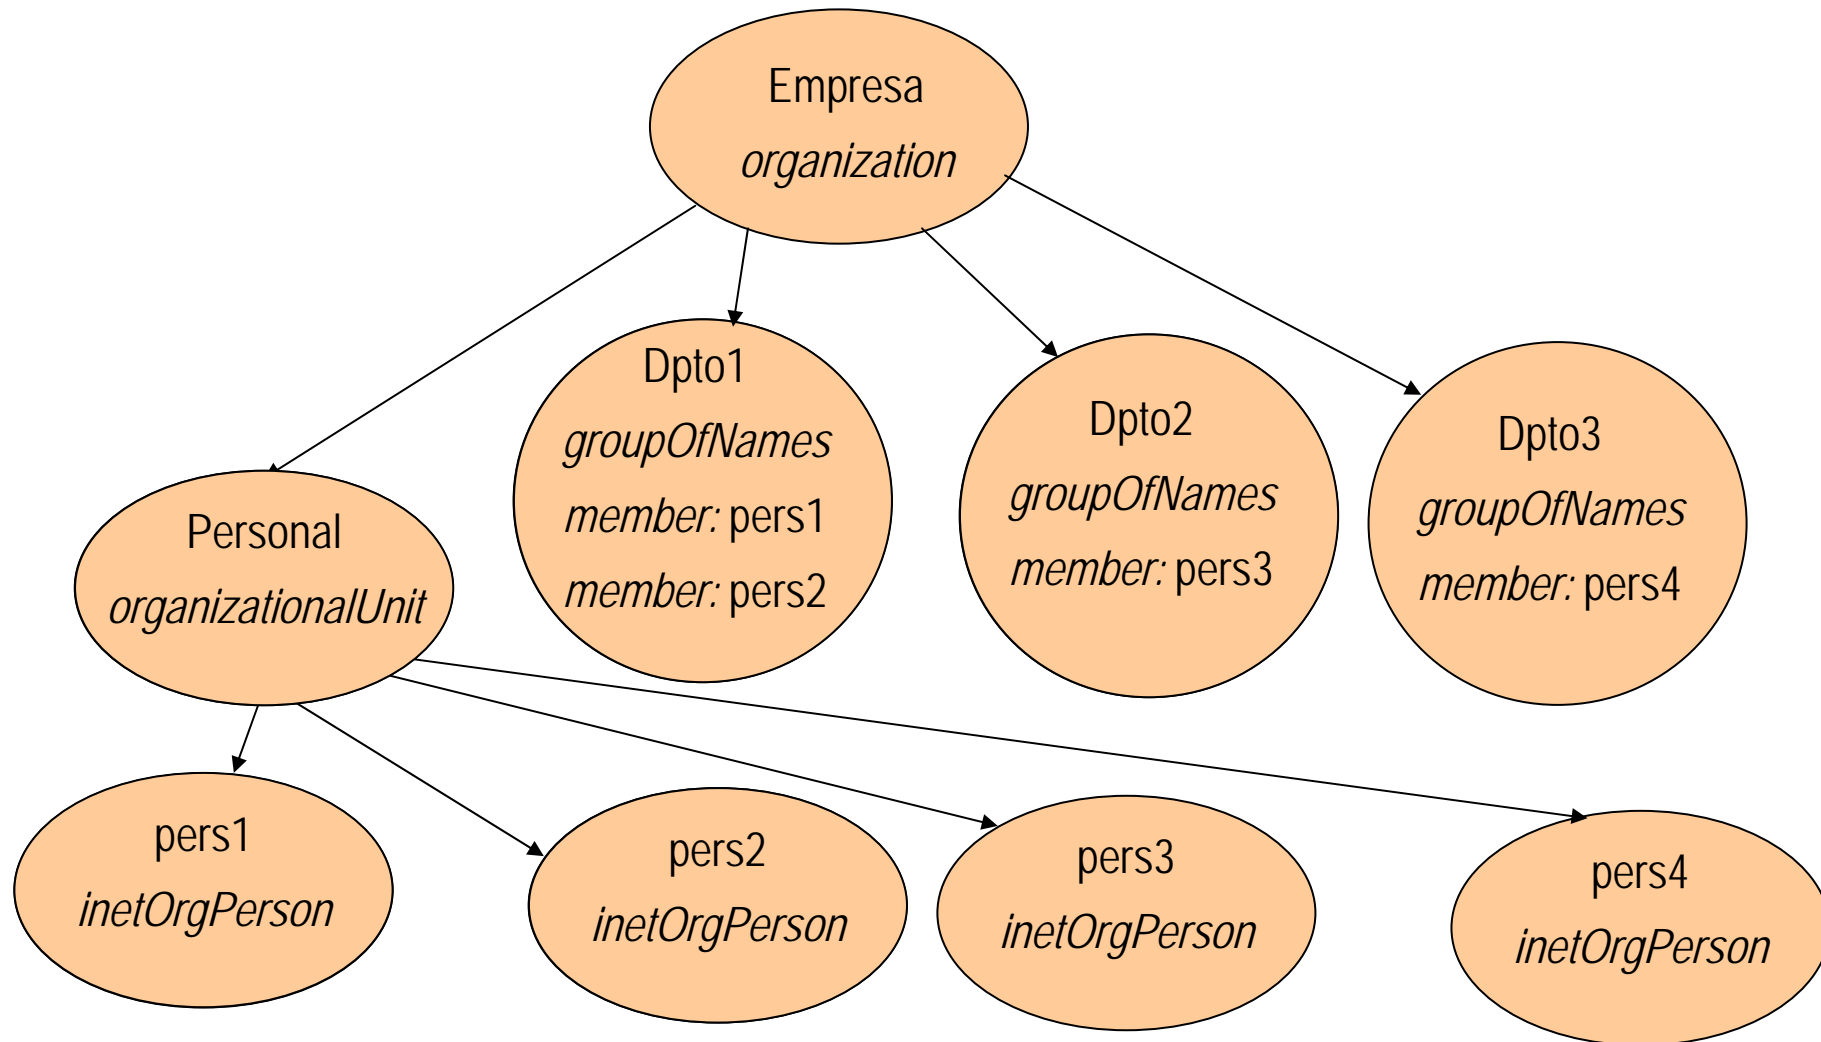 Empresa
organization
Dpto1
groupOfNames
member: pers1
member: pers2
Dpto2
groupOfNames
member: pers3
Dpto3
groupOfNames
member: pers4
Personal
organizationalUnit
pers1
inetOrgPerson
pers2
inetOrgPerson
pers3
inetOrgPerson
pers4
inetOrgPerson